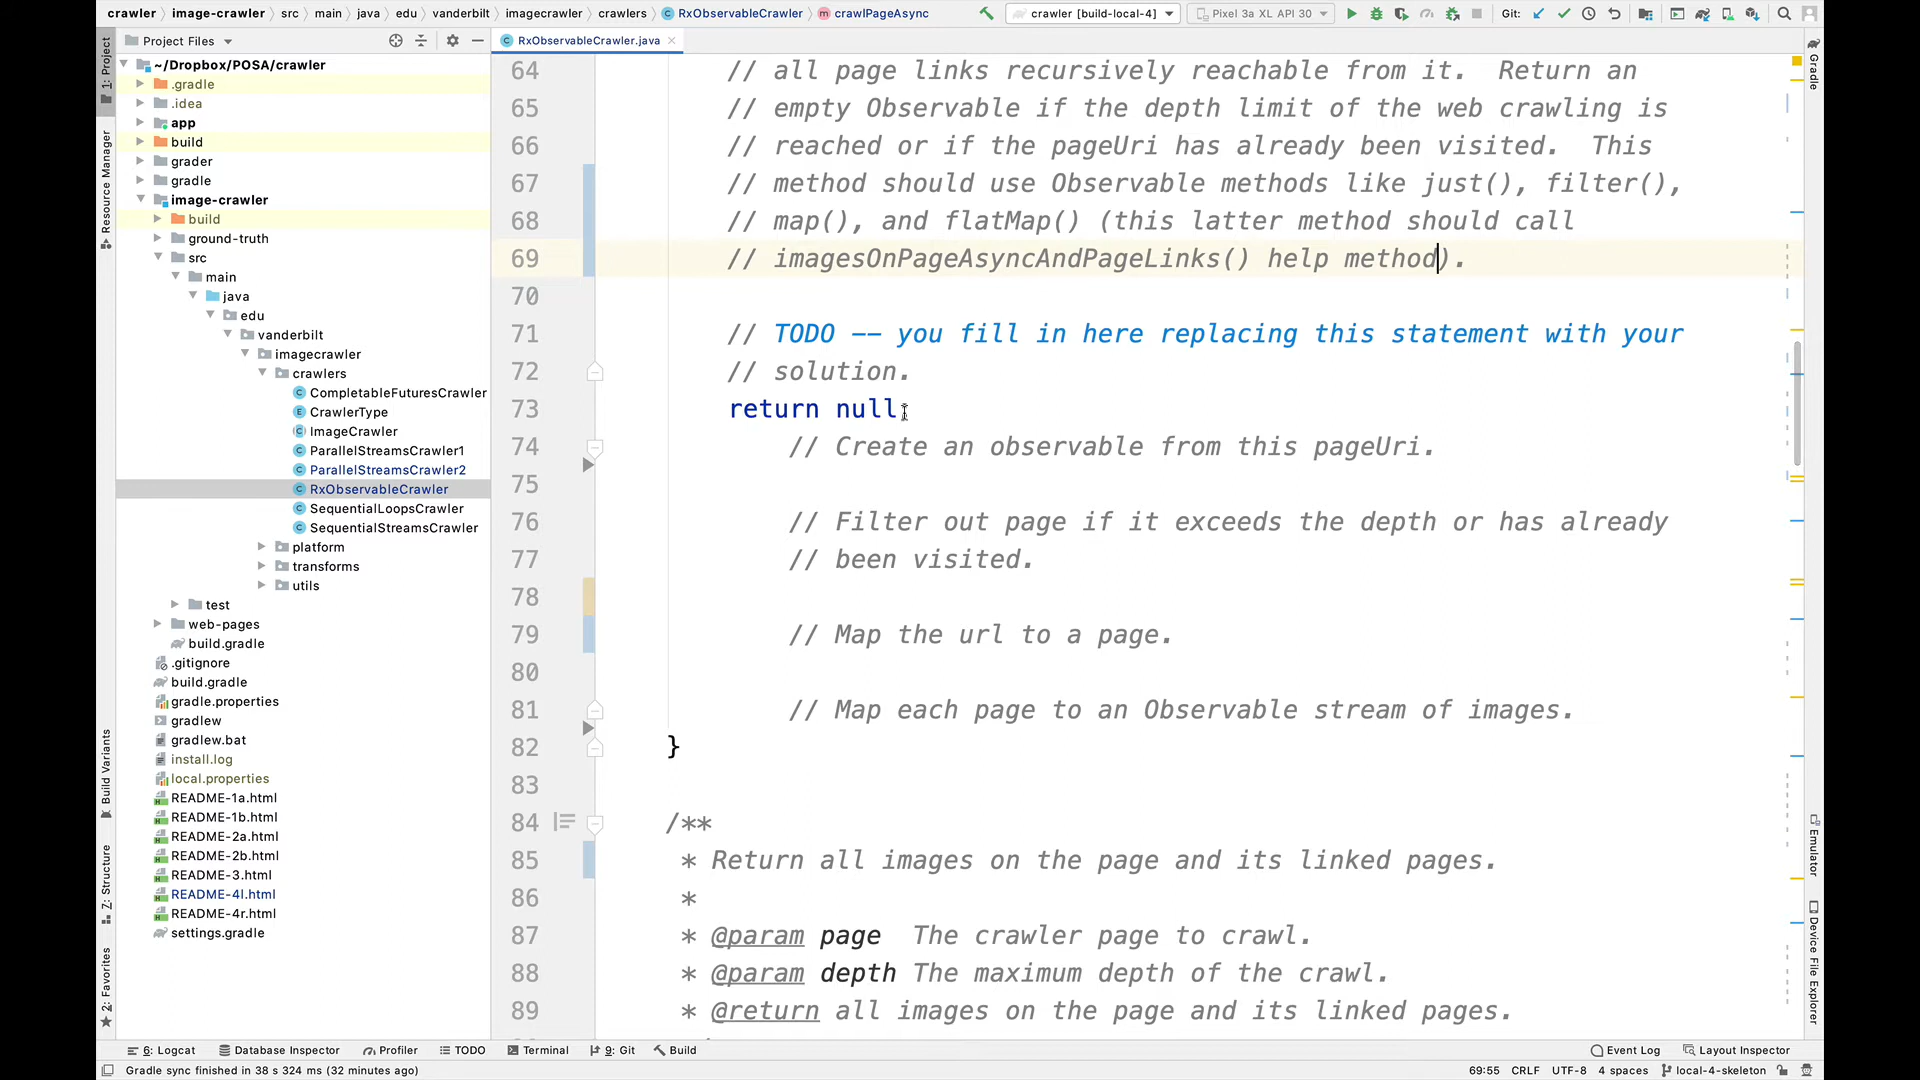 crawler › image-crawler › src › main › java › edu › vanderbilt › imagecrawler › crawlers › RxObservableCrawler › crawlPageAsync
crawler [build-local-4] Pixel 3a XL API 30 Git:
Project Files RxObservableCrawler.java
~/Dropbox/POSA/crawler
.gradle
.idea
app
build
grader
gradle
image-crawler
build
ground-truth
src
main
java
edu
vanderbilt
imagecrawler
crawlers
CompletableFuturesCrawler
CrawlerType
ImageCrawler
ParallelStreamsCrawler1
ParallelStreamsCrawler2
RxObservableCrawler
SequentialLoopsCrawler
SequentialStreamsCrawler
platform
transforms
utils
test
web-pages
build.gradle
.gitignore
build.gradle
gradle.properties
gradlew
gradlew.bat
install.log
local.properties
README-1a.html
README-1b.html
README-2a.html
README-2b.html
README-3.html
README-4l.html
README-4r.html
settings.gradle
1: Project
Resource Manager
Build Variants
7: Structure
2: Favorites
64 // all page links recursively reachable from it. Return an
65 // empty Observable if the depth limit of the web crawling is
66 // reached or if the pageUri has already been visited. This
67 // method should use Observable methods like just(), filter(),
68 // map(), and flatMap() (this latter method should call
69 // imagesOnPageAsyncAndPageLinks() help method).
70
71 // TODO -- you fill in here replacing this statement with your
72 // solution.
73 return null;
74 // Create an observable from this pageUri.
75
76 // Filter out page if it exceeds the depth or has already
77 // been visited.
78
79 // Map the url to a page.
80
81 // Map each page to an Observable stream of images.
82 }
83
84 /**
85 * Return all images on the page and its linked pages.
86 *
87 * @param page The crawler page to crawl.
88 * @param depth The maximum depth of the crawl.
89 * @return all images on the page and its linked pages.
Gradle
Emulator
Device File Explorer
6: Logcat Database Inspector Profiler TODO Terminal 9: Git Build Event Log Layout Inspector
Gradle sync finished in 38 s 324 ms (32 minutes ago) 69:55 CRLF UTF-8 4 spaces local-4-skeleton